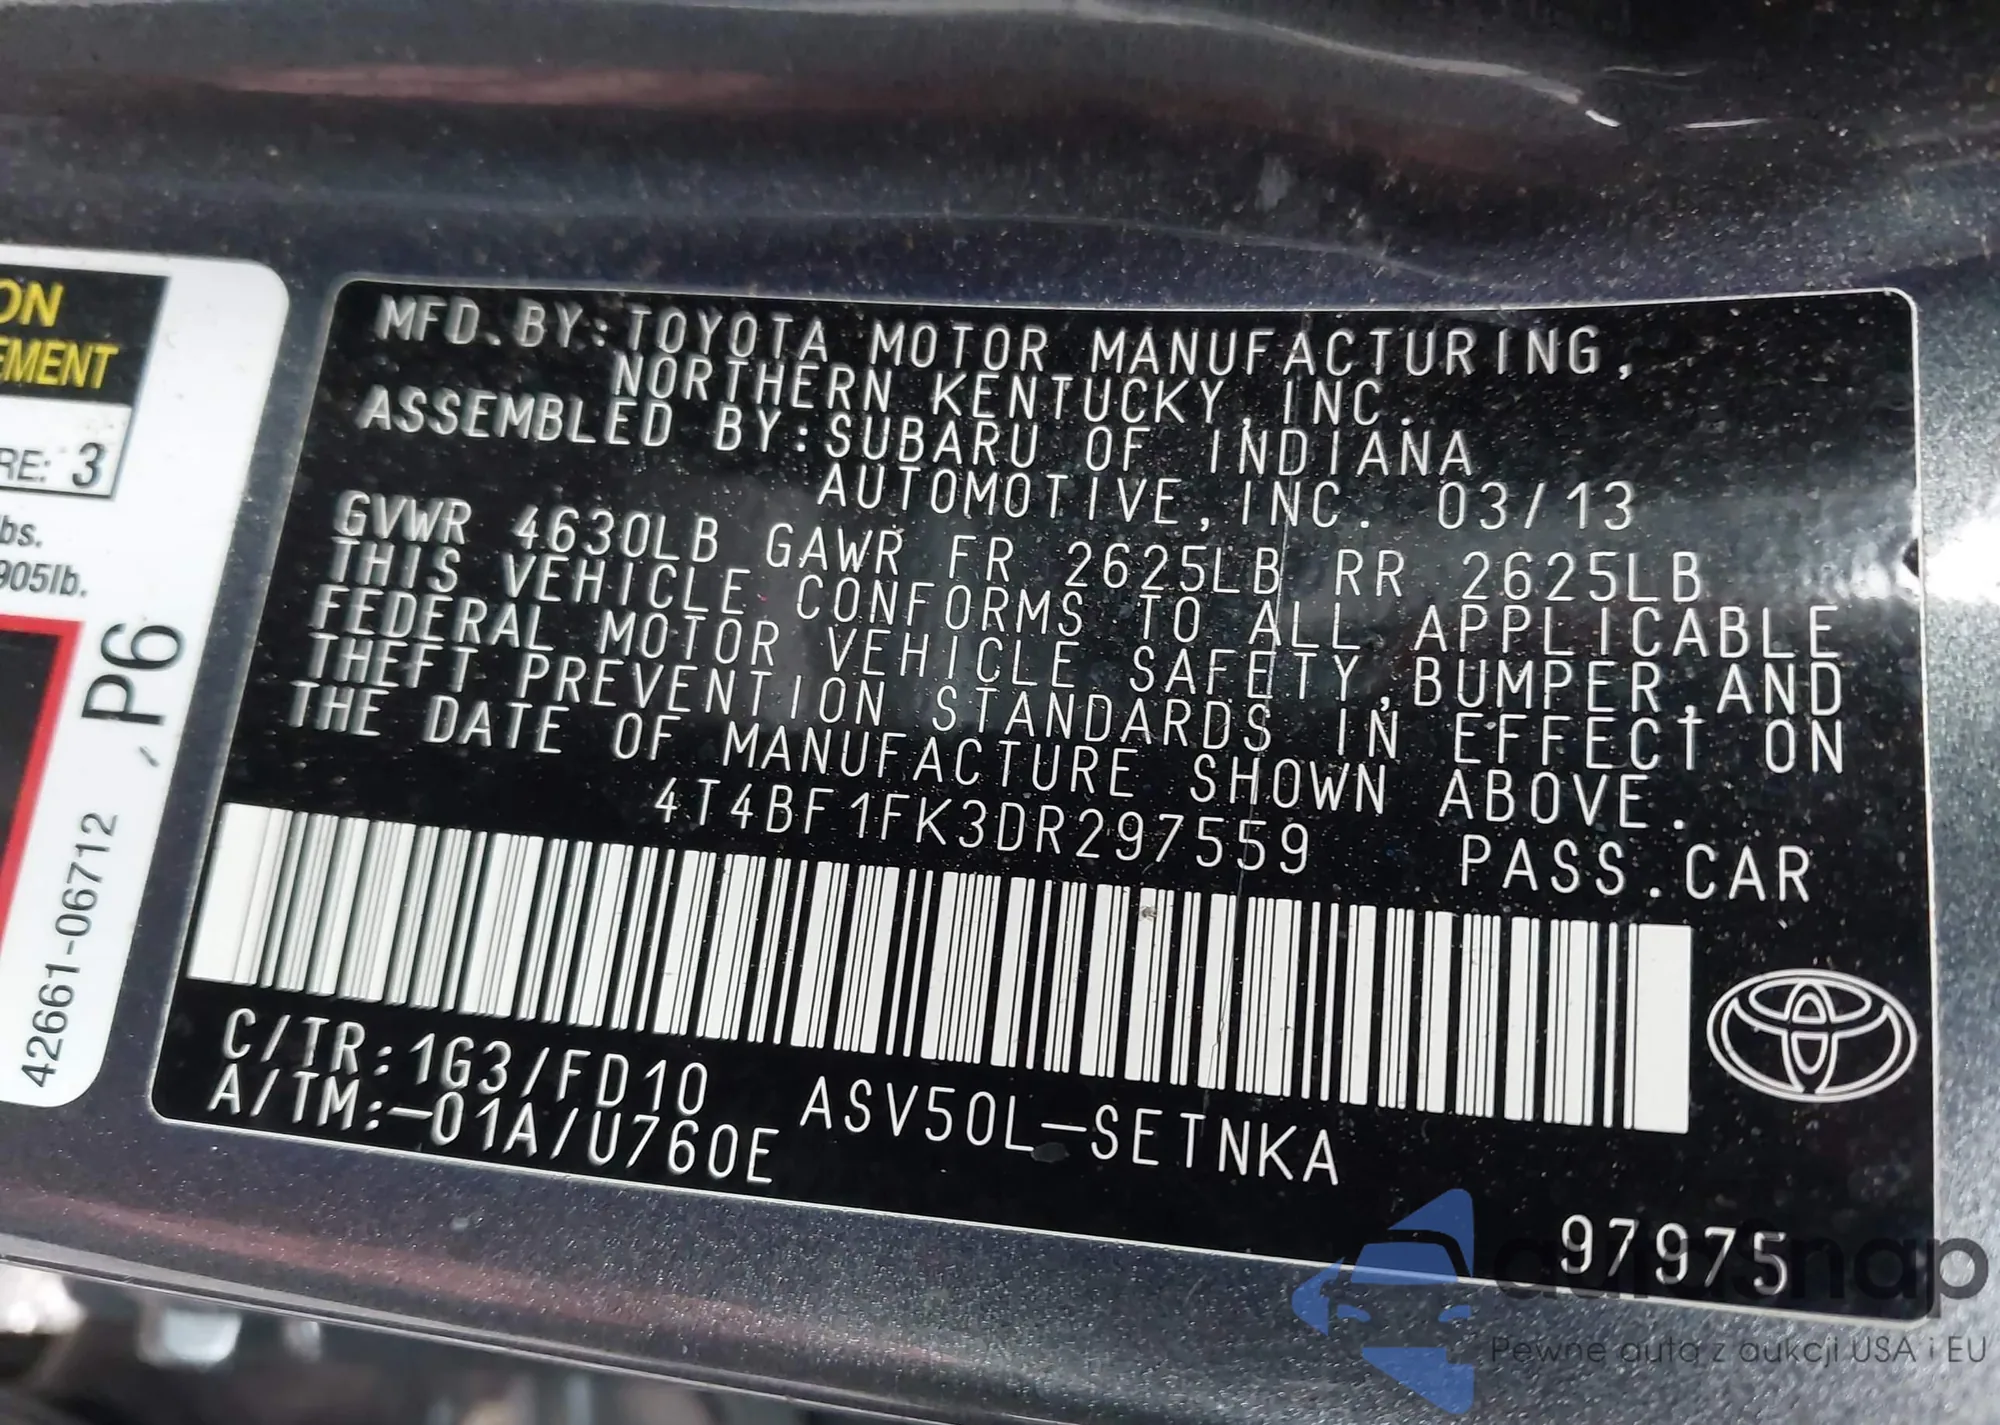 ON
EMENT
RE: 3
lbs.
905lb.
42661-06712 , P6
MFD. BY: TOYOTA MOTOR MANUFACTURING,
NORTHERN KENTUCKY, INC.
ASSEMBLED BY: SUBARU OF INDIANA
AUTOMOTIVE, INC. 03/13
GVWR 4630LB GAWR FR 2625LB RR 2625LB
THIS VEHICLE CONFORMS TO ALL APPLICABLE
FEDERAL MOTOR VEHICLE SAFETY, BUMPER, AND
THEFT PREVENTION STANDARDS IN EFFECT ON
THE DATE OF MANUFACTURE SHOWN ABOVE.
4T4BF1FK3DR297559 PASS. CAR
C/TR: 1G3/FD10 ASV50L-SETNKA
A/TM: -01A/U760E
97975
autosnap
Pewne auta z aukcji USA i EU